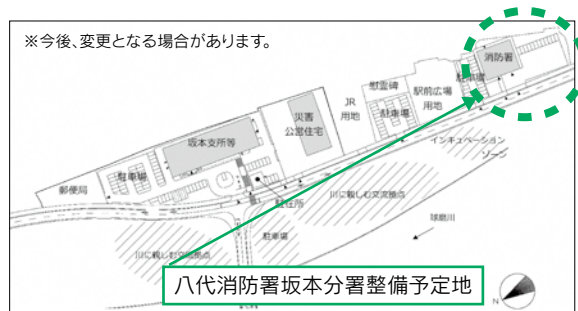 ※今後、変更となる場合があります。
消防署
駐車場
駅前広場
用地
慰霊碑
駐車場
JR
用地
災害
公営住宅
坂本支所等
駐車場
郵便局
インキュベーション
ゾーン
駐在所
川に親しむ交流拠点
球磨川
駐車場
川に親しむ交流拠点
八代消防署坂本分署整備予定地
N